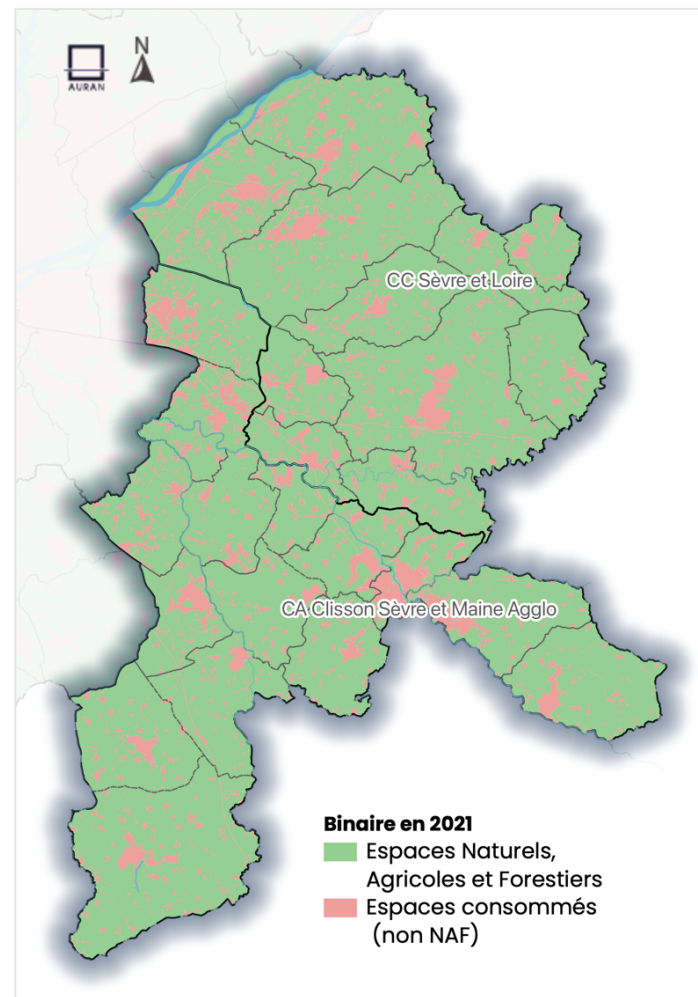 N
AURAN
CC Sèvre et Loire
CA Clisson Sèvre et Maine Agglo
Binaire en 2021
Espaces Naturels,
Agricoles et Forestiers
Espaces consommés
(non NAF)